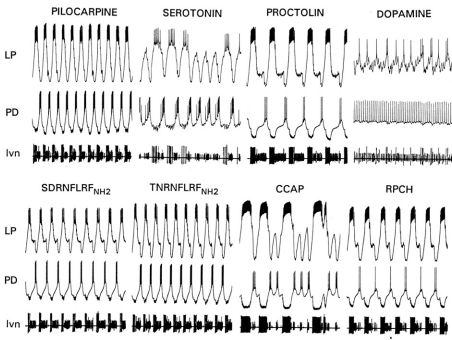 PILOCARPINE SEROTONIN PROCTOLIN DOPAMINE
LP
PD
lvn
SDRNFLRFNH2 TNRNFLRFNH2 CCAP RPCH
LP
PD
lvn